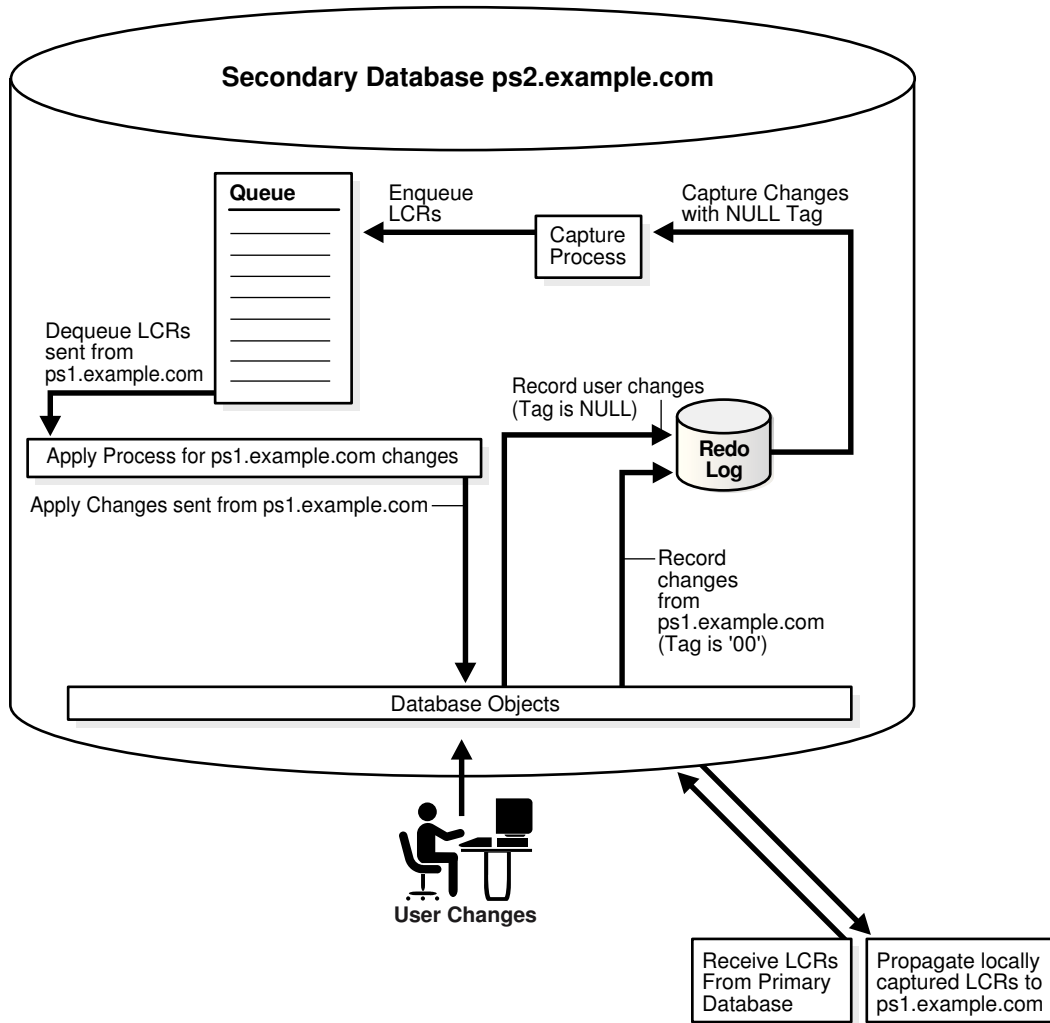 Secondary Database ps2.example.com
Queue
Enqueue
LCRs
Capture
Process
Capture Changes
with NULL Tag
Dequeue LCRs
sent from
ps1.example.com
Record user changes
(Tag is NULL)
Redo
Log
Apply Process for ps1.example.com changes
Apply Changes sent from ps1.example.com
Record
changes
from
ps1.example.com
(Tag is '00')
Database Objects
User Changes
Receive LCRs
From Primary
Database
Propagate locally
captured LCRs to
ps1.example.com